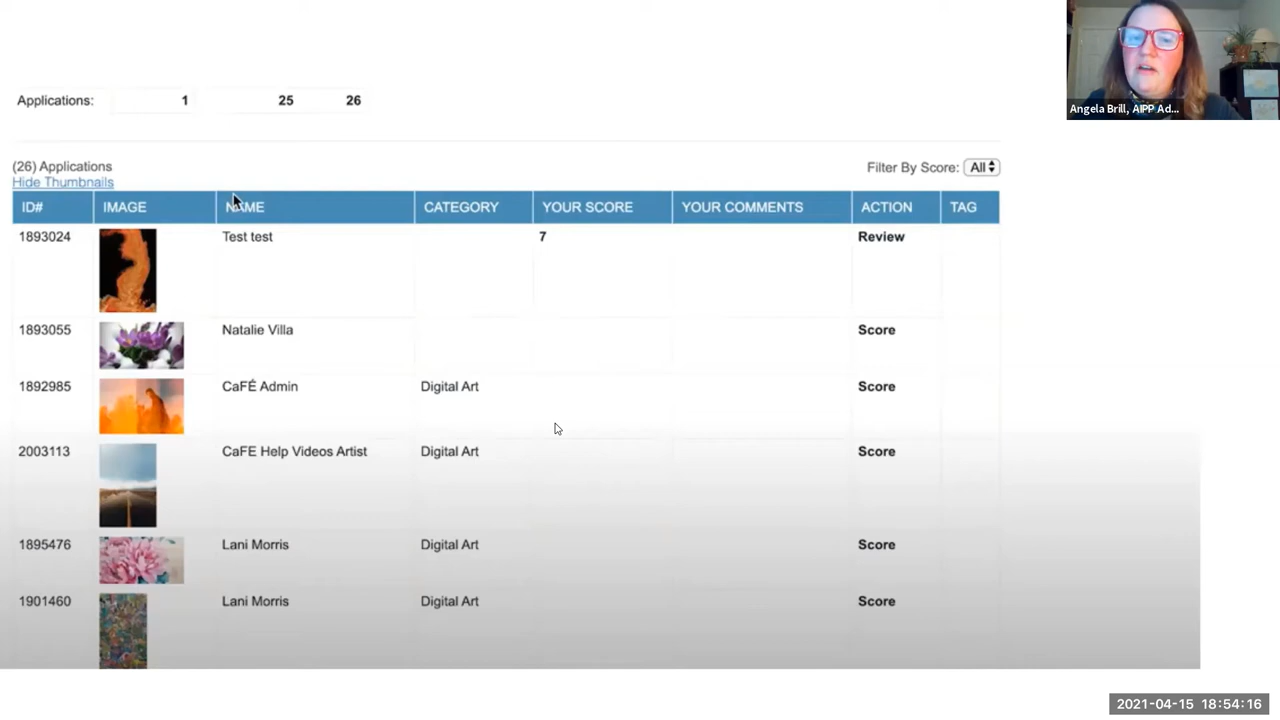 Angela Brill, AIPP Ad...
Applications: 1 25 26
(26) Applications
Filter By Score: All
Hide Thumbnails
ID# IMAGE NAME CATEGORY YOUR SCORE YOUR COMMENTS ACTION TAG
1893024 Test test 7 Review
1893055 Natalie Villa Score
1892985 CaFÉ Admin Digital Art Score
2003113 CaFE Help Videos Artist Digital Art Score
1895476 Lani Morris Digital Art Score
1901460 Lani Morris Digital Art Score
2021-04-15 18:54:16